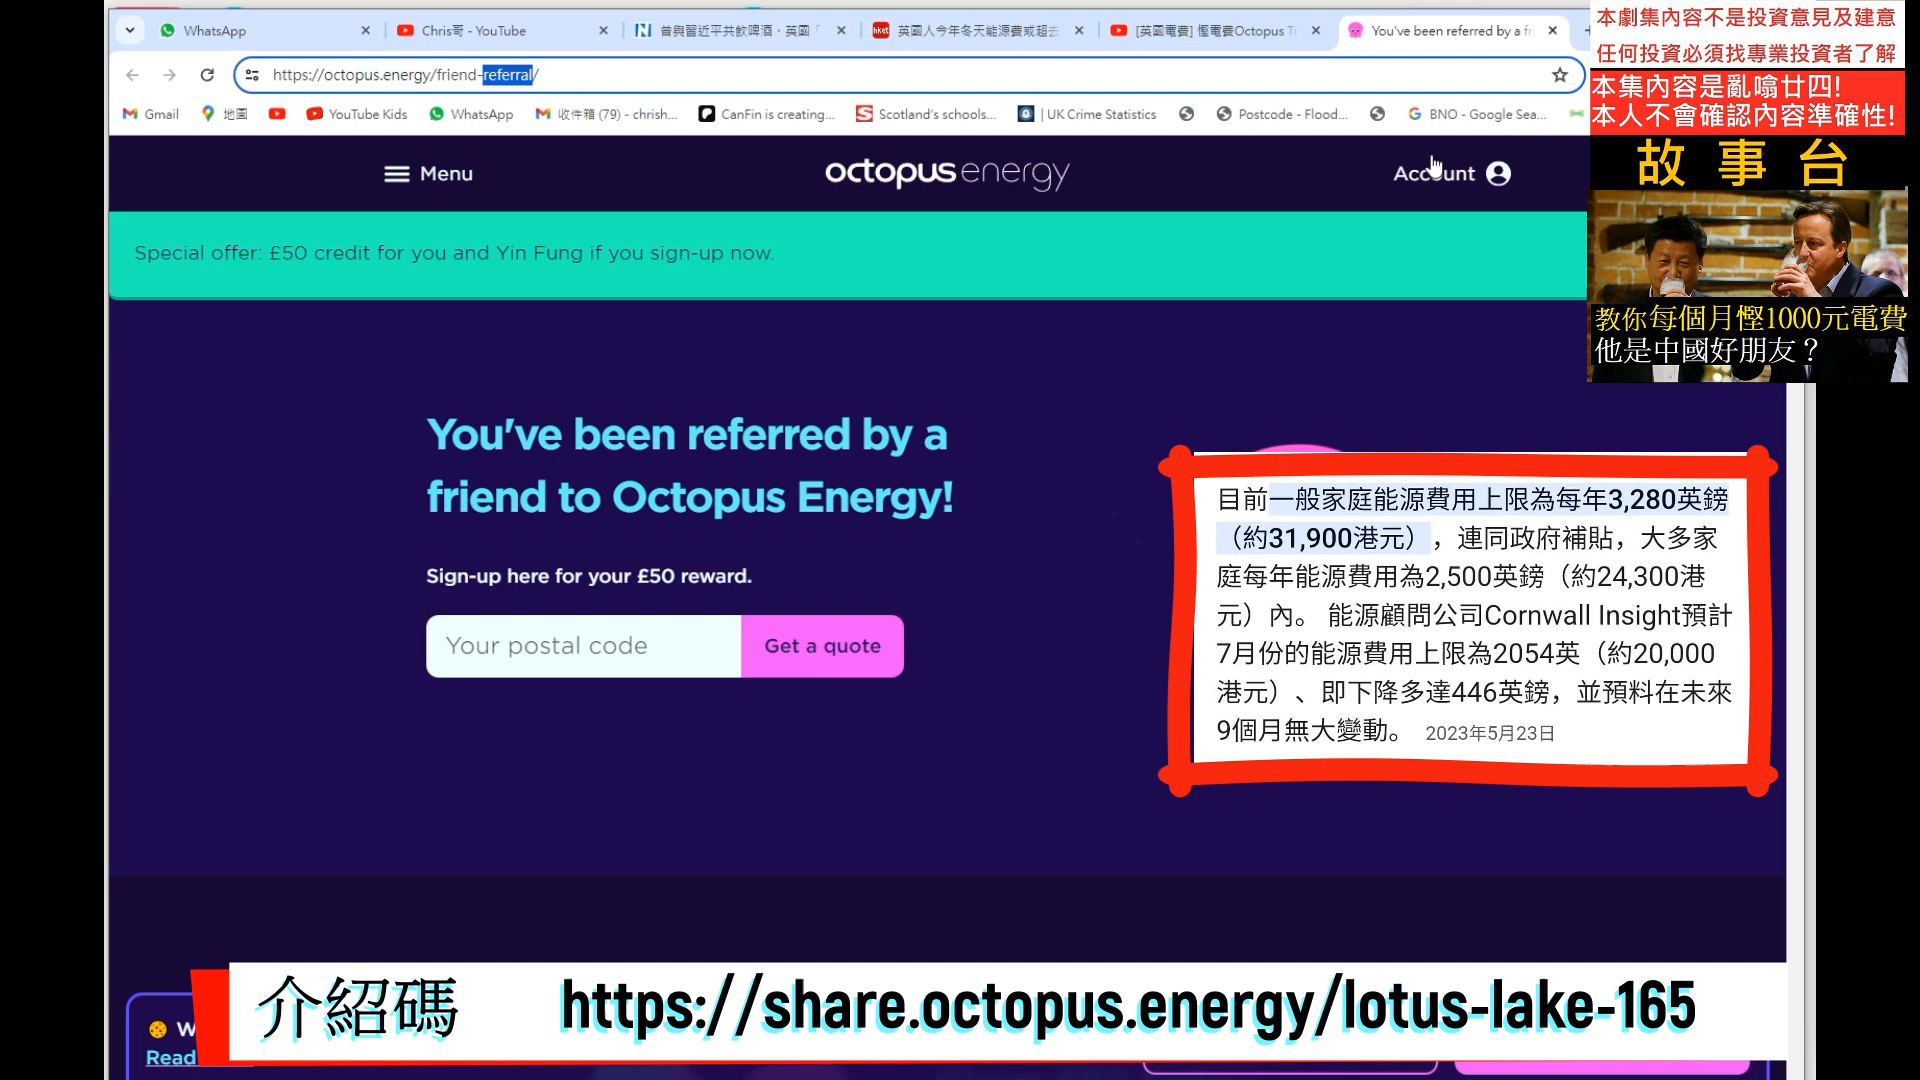 WhatsApp
Chris哥 - YouTube
曾與習近平共飲啤酒、英國「
英國人今年冬天能源費或超去
[英國電費] 慳電費Octopus Tr
You've been referred by a fr
https://octopus.energy/friend-referral/
Gmail
地圖
YouTube Kids
WhatsApp
收件箱 (79) - chrish...
CanFin is creating...
Scotland's schools...
| UK Crime Statistics
Postcode - Flood...
BNO - Google Sea...
本劇集內容不是投資意見及建意
任何投資必須找專業投資者了解
本集內容是亂噏廿四!
本人不會確認內容準確性!
故事台
教你每個月慳1000元電費
他是中國好朋友？
Menu
octopus energy
Account
Special offer: £50 credit for you and Yin Fung if you sign-up now.
You've been referred by a
friend to Octopus Energy!
Sign-up here for your £50 reward.
Your postal code
Get a quote
目前一般家庭能源費用上限為每年3,280英鎊
（約31,900港元），連同政府補貼，大多家
庭每年能源費用為2,500英鎊（約24,300港
元）內。 能源顧問公司Cornwall Insight預計
7月份的能源費用上限為2054英（約20,000
港元）、即下降多達446英鎊，並預料在未來
9個月無大變動。 2023年5月23日
介紹碼 https://share.octopus.energy/lotus-lake-165
W
Read